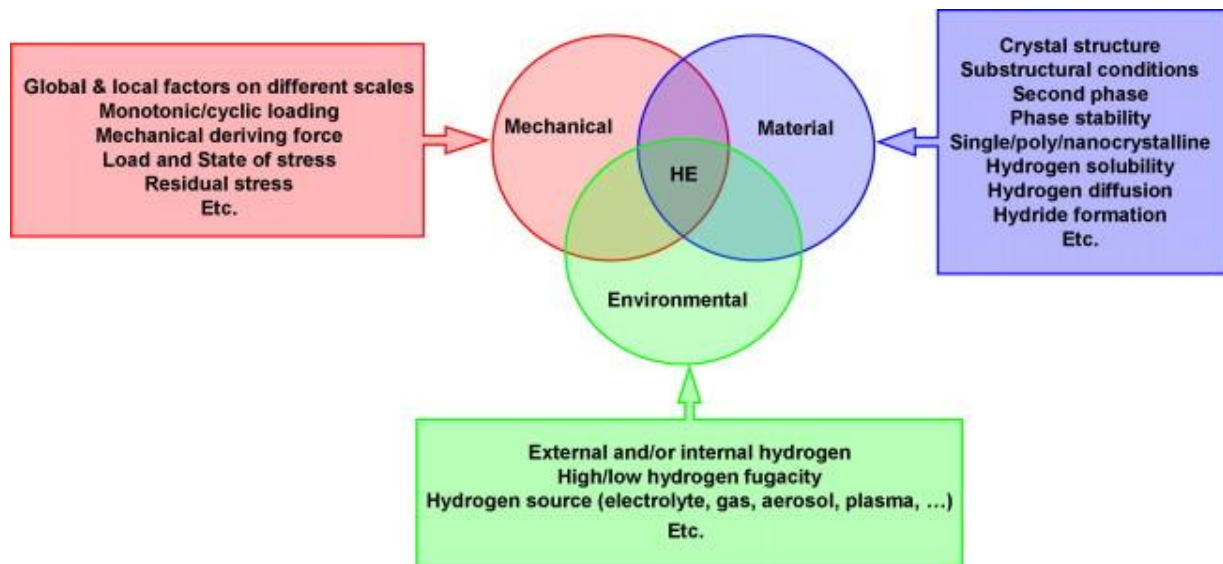 Global & local factors on different scales
Monotonic/cyclic loading
Mechanical deriving force
Load and State of stress
Residual stress
Etc.
Mechanical
Material
HE
Environmental
Crystal structure
Substructural conditions
Second phase
Phase stability
Single/poly/nanocrystalline
Hydrogen solubility
Hydrogen diffusion
Hydride formation
Etc.
External and/or internal hydrogen
High/low hydrogen fugacity
Hydrogen source (electrolyte, gas, aerosol, plasma, …)
Etc.